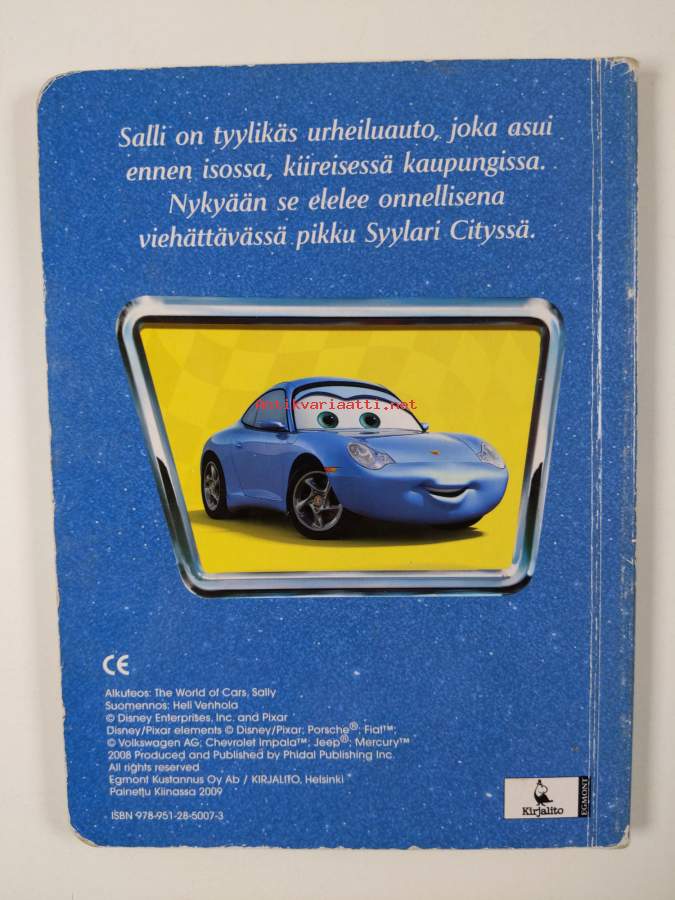 Salli on tyylikäs urheiluauto, joka asui
ennen isossa, kiireisessä kaupungissa.
Nykyään se elelee onnellisena
viehättävässä pikku Syylari Cityssä.
Antikvariaatti.net
CE
Alkuteos: The World of Cars, Sally
Suomennos: Heli Venhola
© Disney Enterprises, Inc. and Pixar
Disney/Pixar elements © Disney/Pixar; Porsche®; Fiat™;
© Volkswagen AG; Chevrolet Impala™; Jeep®; Mercury™
2008 Produced and Published by Phidal Publishing Inc.
All rights reserved
Egmont Kustannus Oy Ab / KIRJALITO, Helsinki
Painettu Kiinassa 2009
ISBN 978-951-28-5007-3
Kirjalito
EGMONT